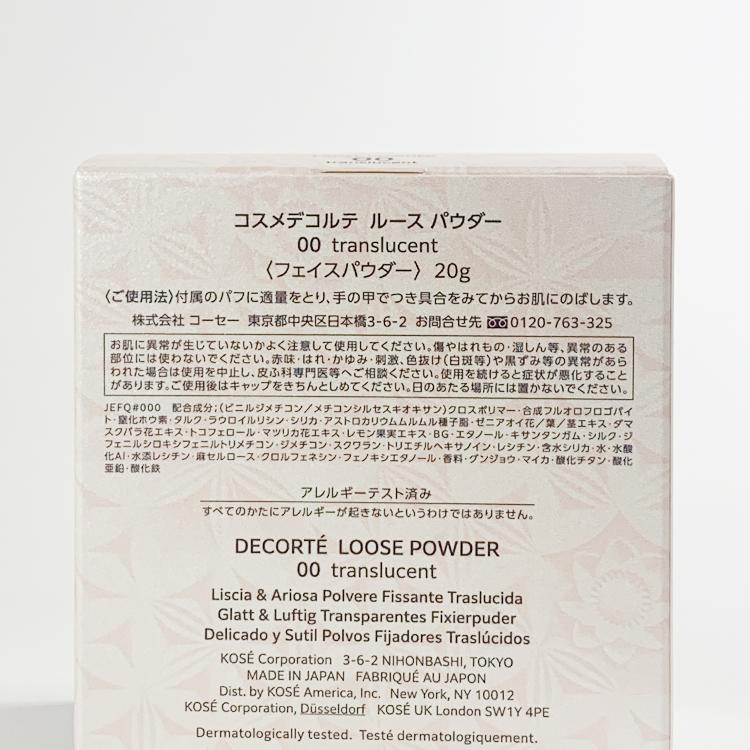 00
translucent
コスメデコルテ ルース パウダー
00 translucent
〈フェイスパウダー〉 20g
〈ご使用法〉付属のパフに適量をとり、手の甲でつき具合をみてからお肌にのばします。
株式会社 コーセー 東京都中央区日本橋3-6-2 お問合せ先 0120-763-325
お肌に異常が生じていないかよく注意して使用してください。傷やはれもの・湿しん等、異常のある
部位には使わないでください。赤味・はれ・かゆみ・刺激、色抜け(白斑等)や黒ずみ等の異常があら
われた場合は使用を中止し、皮ふ科専門医等へご相談ください。使用を続けると症状が悪化すること
があります。ご使用後はキャップをきちんとしめてください。日のあたる場所には置かないでください。
JEFQ#000 配合成分:(ビニルジメチコン/メチコンシルセスキオキサン)クロスポリマー・合成フルオロフロゴパイ
ト・窒化ホウ素・タルク・ラウロイルリシン・シリカ・アストロカリウムムルムル種子脂・ゼニアオイ花/葉/茎エキス・ダマ
スクバラ花エキス・トコフェロール・マツリカ花エキス・レモン果実エキス・BG・エタノール・キサンタンガム・シルク・ジ
フェニルシロキシフェニルトリメチコン・ジメチコン・スクワラン・トリエチルヘキサノイン・レシチン・含水シリカ・水・水酸
化Al・水添レシチン・麻セルロース・クロルフェネシン・フェノキシエタノール・香料・グンジョウ・マイカ・酸化チタン・酸化
亜鉛・酸化鉄
アレルギーテスト済み
すべてのかたにアレルギーが起きないというわけではありません。
DECORTÉ LOOSE POWDER
00 translucent
Liscia & Ariosa Polvere Fissante Traslucida
Glatt & Luftig Transparentes Fixierpuder
Delicado y Sutil Polvos Fijadores Traslúcidos
KOSÉ Corporation 3-6-2 NIHONBASHI, TOKYO
MADE IN JAPAN FABRIQUÉ AU JAPON
Dist. by KOSÉ America, Inc. New York, NY 10012
KOSÉ Corporation, Düsseldorf KOSÉ UK London SW1Y 4PE
Dermatologically tested. Testé dermatologiquement.